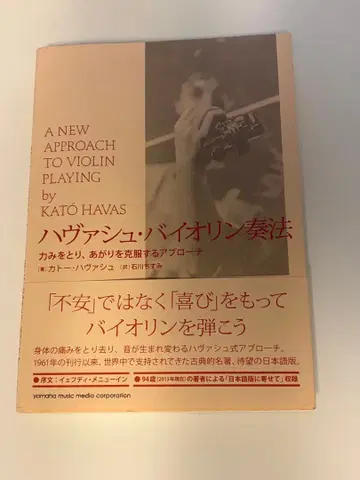 A NEW
APPROACH
TO VIOLIN
PLAYING
by
KATÓ HAVAS
ハヴァシュ・バイオリン奏法
力みをとり、あがりを克服するアプローチ
[著] カトー・ハヴァシュ [訳] 石川ちすみ
「不安」ではなく「喜び」をもって
バイオリンを弾こう
身体の痛みをとり去り、音が生まれ変わるハヴァシュ式アプローチ。
1961年の刊行以来、世界中で支持されてきた古典的名著、待望の日本語版。
●序文:イェフディ・メニューイン ●94歳(2013年現在)の著者による「日本語版に寄せて」収録
yamaha music media corporation